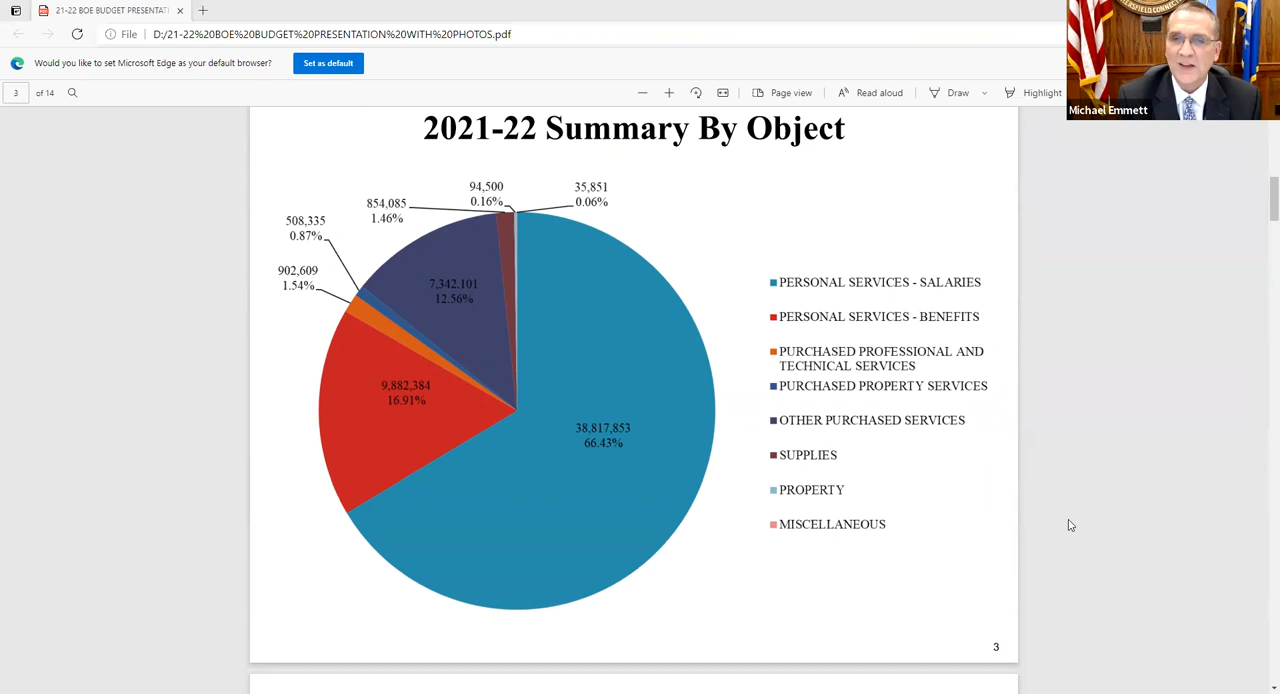 21-22 BOE BUDGET PRESENTAT
File
D:/21-22%20BOE%20BUDGET%20PRESENTATION%20WITH%20PHOTOS.pdf
Would you like to set Microsoft Edge as your default browser?
Set as default
3
of 14
Page view
Read aloud
Draw
Highlight
Michael Emmett
2021-22 Summary By Object
94,500
0.16%
35,851
0.06%
854,085
1.46%
508,335
0.87%
902,609
1.54%
7,342,101
12.56%
9,882,384
16.91%
38,817,853
66.43%
PERSONAL SERVICES - SALARIES
PERSONAL SERVICES - BENEFITS
PURCHASED PROFESSIONAL AND
TECHNICAL SERVICES
PURCHASED PROPERTY SERVICES
OTHER PURCHASED SERVICES
SUPPLIES
PROPERTY
MISCELLANEOUS
3